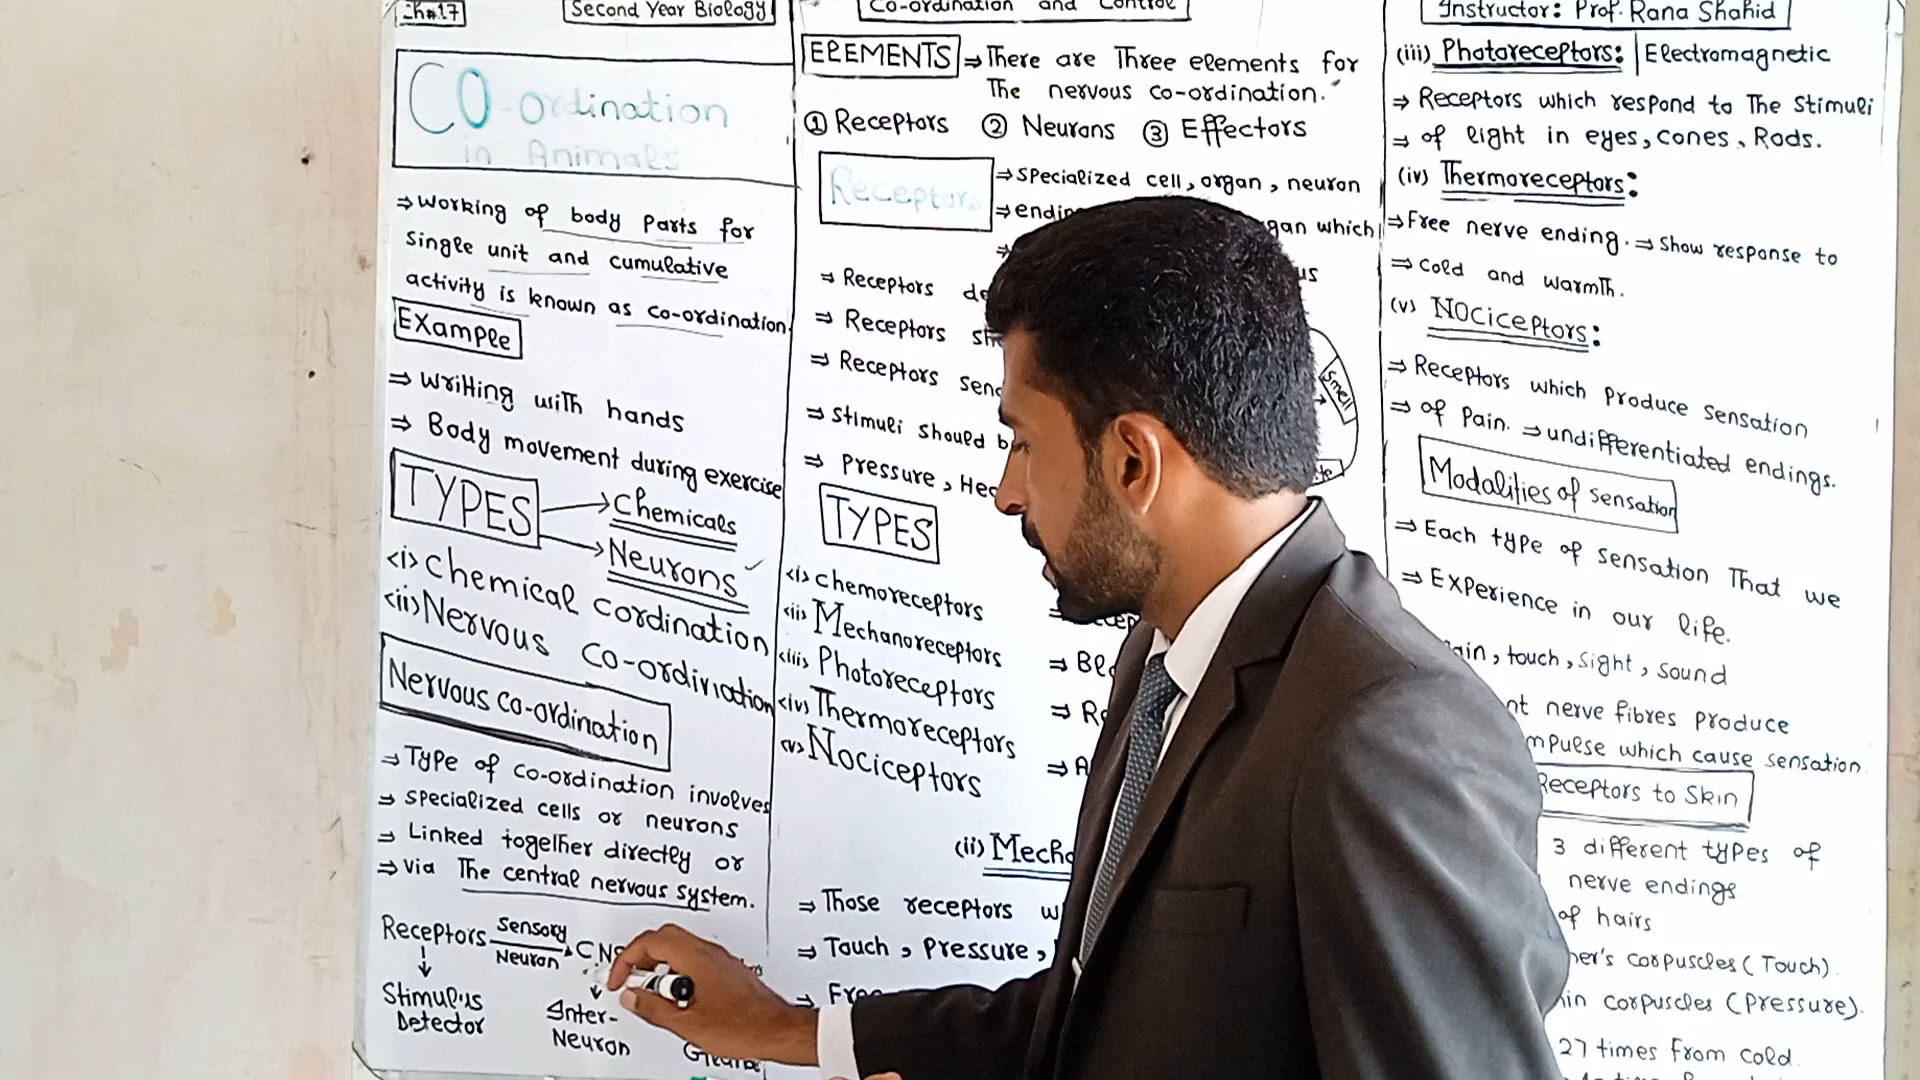 Ch#17
Second Year Biology
Co-ordination and Control
Instructor: Prof. Rana Shahid
CO-ordination
in Animals
⇒ Working of body Parts for
Single unit and cumulative
activity is known as co-ordination.
Example
⇒ Writting with hands
⇒ Body movement during exercise
TYPES
→ Chemicals
→ Neurons
(i) Chemical cordination
(ii) Nervous co-ordination
Nervous co-ordination
⇒ Type of co-ordination involves
⇒ specialized cells or neurons
⇒ Linked together directly or
⇒ via The central nervous system.
Receptors
Sensory
Neuron
CNS
Stimulus
Detector
Inter-
Neuron
ELEMENTS ⇒ There are Three elements for
The nervous co-ordination.
① Receptors ② Neurons ③ Effectors
Receptors
⇒ Specialized cell, organ, neuron
which
⇒ Receptors
⇒ Receptors
⇒ Receptors
⇒ Stimuli should
⇒ Pressure,
Smell
TYPES
(i) chemoreceptors
(ii) Mechanoreceptors
(iii) Photoreceptors
(iv) Thermoreceptors
(v) Nociceptors
(ii)
⇒ Those receptors
⇒ Touch, Pressure,
(iii) Photoreceptors: Electromagnetic
⇒ Receptors which respond to The stimuli
⇒ of light in eyes, cones, Rods.
(iv) Thermoreceptors:
⇒ Free nerve ending. ⇒ Show response to
⇒ cold and warmth.
(v) Nociceptors:
⇒ Receptors which produce sensation
⇒ of Pain. ⇒ undifferentiated endings.
Modalities of sensation
⇒ Each type of sensation That we
⇒ Experience in our life.
touch, sight, sound
nerve fibres produce
which cause sensation.
Receptors to Skin
3 different types of
nerve endings
of hairs
corpuscles (Touch).
corpuscles (Pressure).
27 times from cold.